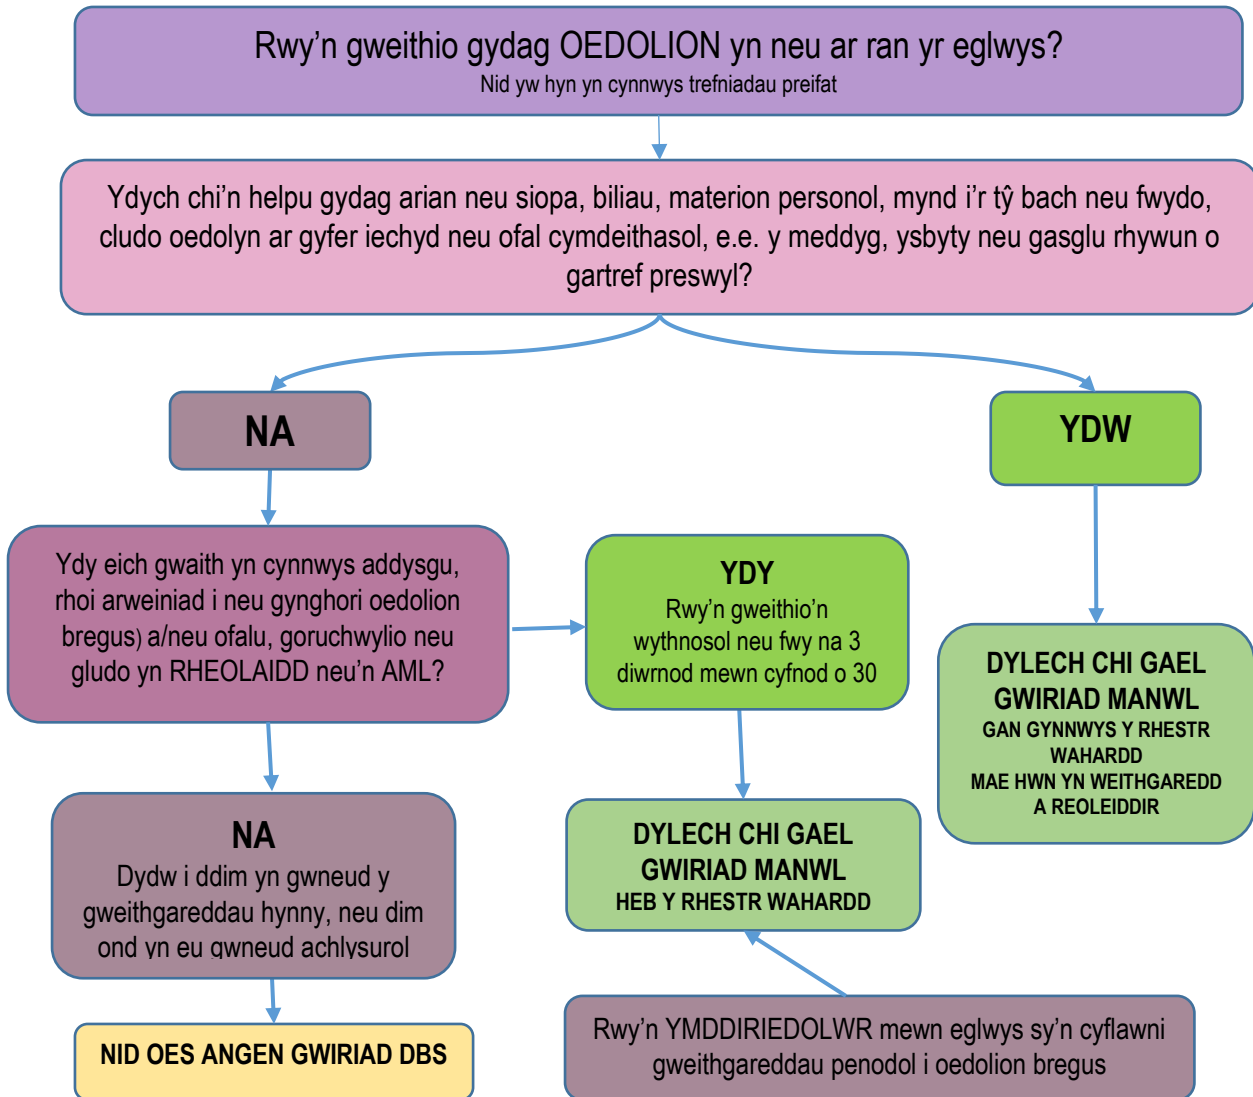 Rwy'n gweithio gydag OEDOLION yn neu ar ran yr eglwys?
Nid yw hyn yn cynnwys trefniadau preifat
Ydych chi'n helpu gydag arian neu siopa, biliau, materion personol, mynd i'r tŷ bach neu fwydo,
cludo oedolyn ar gyfer iechyd neu ofal cymdeithasol, e.e. y meddyg, ysbyty neu gasglu rhywun o
gartref preswyl?
NA
YDW
Ydy eich gwaith yn cynnwys addysgu,
rhoi arweiniad i neu gynghori oedolion
bregus) a/neu ofalu, goruchwylio neu
gludo yn RHEOLAIDD neu'n AML?
YDY
Rwy'n gweithio'n
wythnosol neu fwy na 3
diwrnod mewn cyfnod o 30
DYLECH CHI GAEL
GWIRIAD MANWL
GAN GYNNWYS Y RHESTR
WAHARDD
MAE HWN YN WEITHGAREDD
A REOLEIDDIR
NA
Dydw i ddim yn gwneud y
gweithgareddau hynny, neu dim
ond yn eu gwneud achlysurol
DYLECH CHI GAEL
GWIRIAD MANWL
HEB Y RHESTR WAHARDD
NID OES ANGEN GWIRIAD DBS
Rwy'n YMDDIRIEDOLWR mewn eglwys sy'n cyflawni
gweithgareddau penodol i oedolion bregus